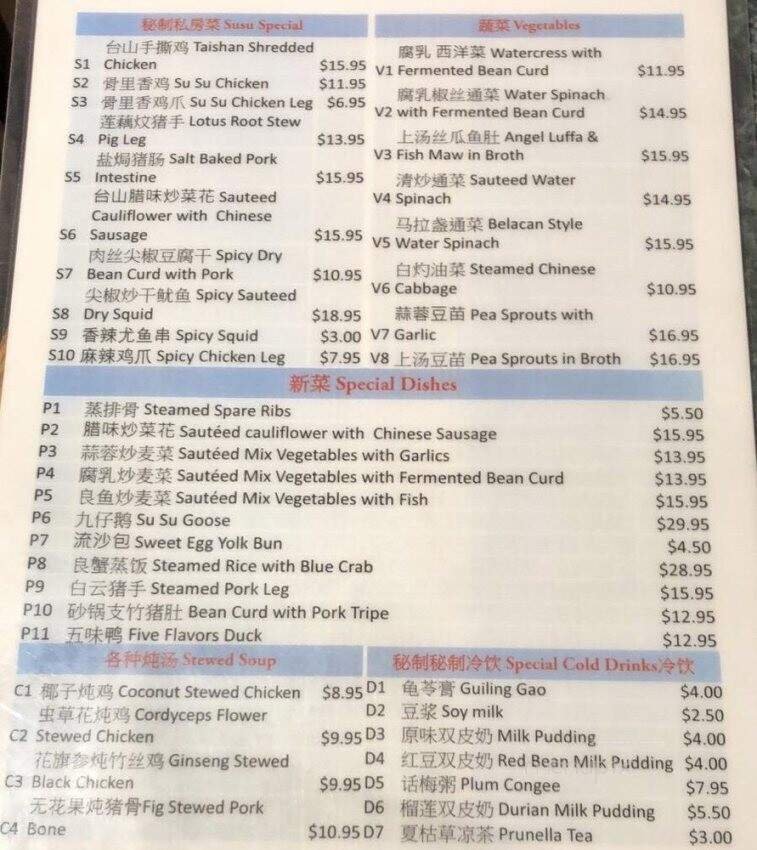 秘制私房菜 Susu Special
台山手撕鸡 Taishan Shredded
S1 Chicken $15.95
S2 骨里香鸡 Su Su Chicken $11.95
S3 骨里香鸡爪 Su Su Chicken Leg $6.95
莲藕炆猪手 Lotus Root Stew
S4 Pig Leg $13.95
盐焗猪肠 Salt Baked Pork
S5 Intestine $15.95
台山腊味炒菜花 Sauteed
Cauliflower with Chinese
S6 Sausage $15.95
肉丝尖椒豆腐干 Spicy Dry
S7 Bean Curd with Pork $10.95
尖椒炒干鱿鱼 Spicy Sauteed
S8 Dry Squid $18.95
S9 香辣尤鱼串 Spicy Squid $3.00
S10 麻辣鸡爪 Spicy Chicken Leg $7.95
蔬菜 Vegetables
腐乳 西洋菜 Watercress with
V1 Fermented Bean Curd $11.95
腐乳椒丝通菜 Water Spinach
V2 with Fermented Bean Curd $14.95
上汤丝瓜鱼肚 Angel Luffa &
V3 Fish Maw in Broth $15.95
清炒通菜 Sauteed Water
V4 Spinach $14.95
马拉盏通菜 Belacan Style
V5 Water Spinach $15.95
白灼油菜 Steamed Chinese
V6 Cabbage $10.95
蒜蓉豆苗 Pea Sprouts with
V7 Garlic $16.95
V8 上汤豆苗 Pea Sprouts in Broth $16.95
新菜 Special Dishes
P1 蒸排骨 Steamed Spare Ribs $5.50
P2 腊味炒菜花 Sautéed cauliflower with Chinese Sausage $15.95
P3 蒜蓉炒麦菜 Sautéed Mix Vegetables with Garlics $13.95
P4 腐乳炒麦菜 Sautéed Mix Vegetables with Fermented Bean Curd $13.95
P5 良鱼炒麦菜 Sautéed Mix Vegetables with Fish $15.95
P6 九仔鹅 Su Su Goose $29.95
P7 流沙包 Sweet Egg Yolk Bun $4.50
P8 良蟹蒸饭 Steamed Rice with Blue Crab $28.95
P9 白云猪手 Steamed Pork Leg $15.95
P10 砂锅支竹猪肚 Bean Curd with Pork Tripe $12.95
P11 五味鸭 Five Flavors Duck $12.95
各种炖汤 Stewed Soup
C1 椰子炖鸡 Coconut Stewed Chicken $8.95
虫草花炖鸡 Cordyceps Flower
C2 Stewed Chicken $9.95
花旗参炖竹丝鸡 Ginseng Stewed
C3 Black Chicken $9.95
无花果炖猪骨Fig Stewed Pork
C4 Bone $10.95
秘制秘制冷饮 Special Cold Drinks冷饮
D1 龟苓膏 Guiling Gao $4.00
D2 豆浆 Soy milk $2.50
D3 原味双皮奶 Milk Pudding $4.00
D4 红豆双皮奶 Red Bean Milk Pudding $4.00
D5 话梅粥 Plum Congee $7.95
D6 榴莲双皮奶 Durian Milk Pudding $5.50
D7 夏枯草凉茶 Prunella Tea $3.00